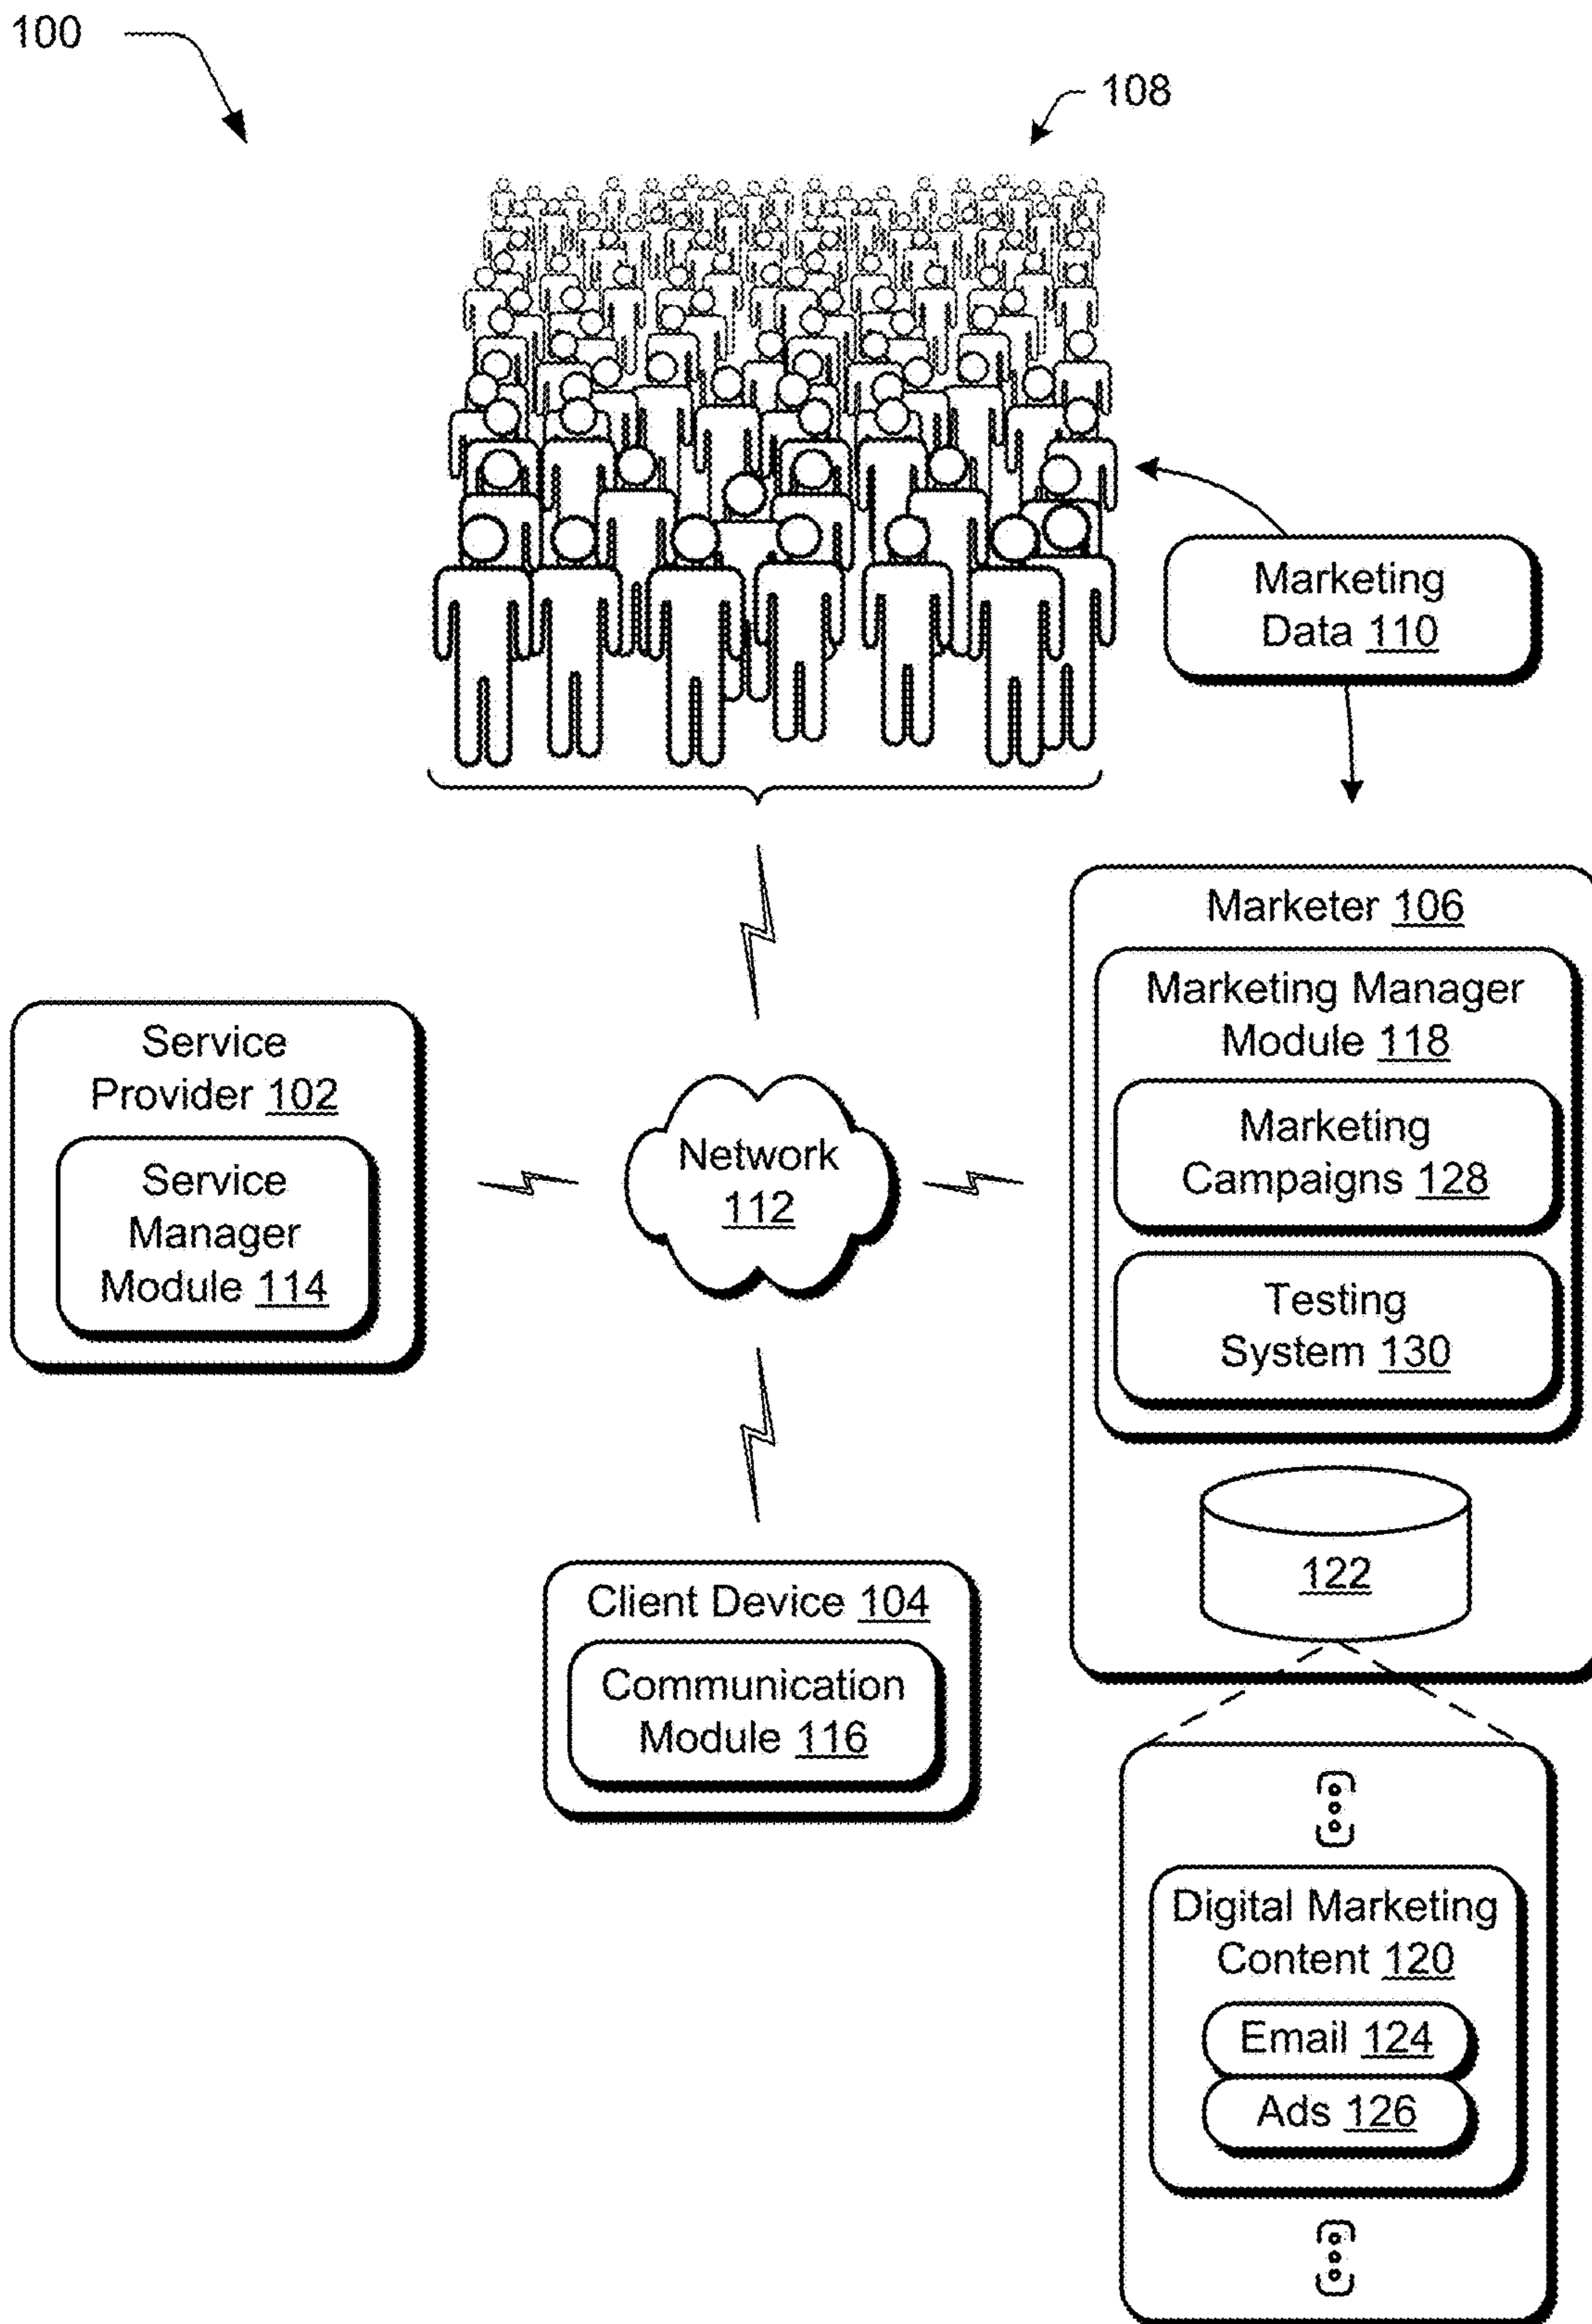 100
108
Marketing
Data 110
Marketer 106
Marketing Manager
Module 118
Marketing
Campaigns 128
Testing
System 130
122
Service
Provider 102
Service
Manager
Module 114
Network
112
Client Device 104
Communication
Module 116
Digital Marketing
Content 120
Email 124
Ads 126